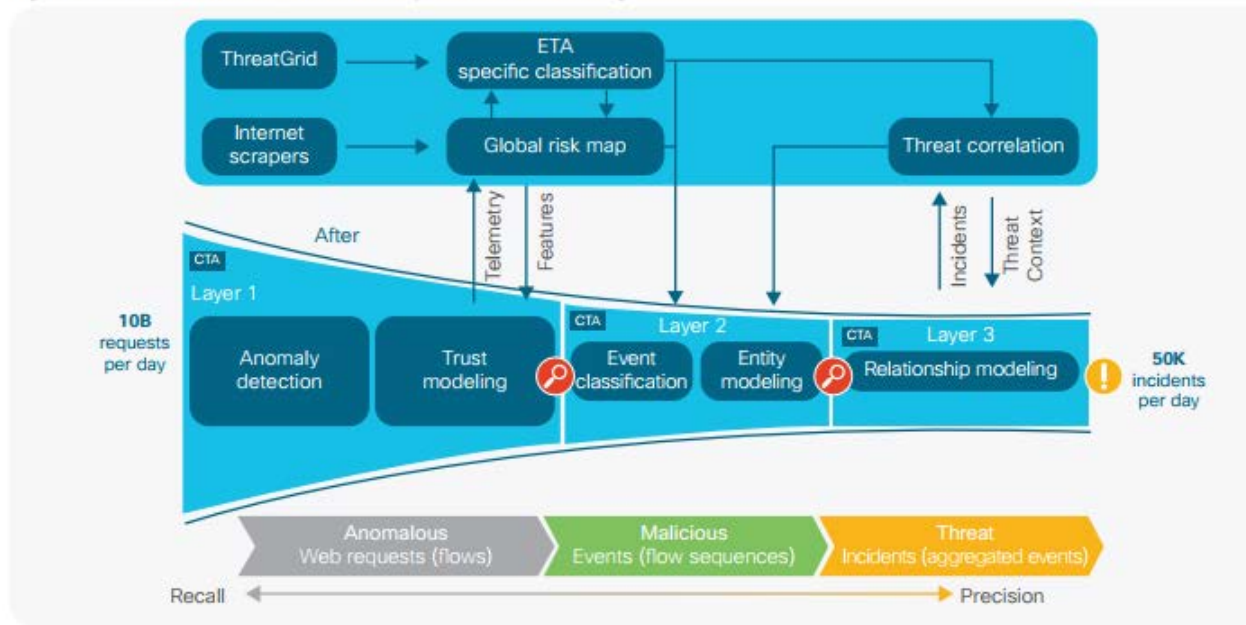 ThreatGrid
ETA
specific classification
Internet
scrapers
Global risk map
Threat correlation
After
Telemetry
Features
Incidents
Threat
Context
CTA
Layer 1
10B
requests
per day
Anomaly
detection
Trust
modeling
CTA
Layer 2
Event
classification
Entity
modeling
CTA
Layer 3
Relationship modeling
50K
incidents
per day
Anomalous
Web requests (flows)
Malicious
Events (flow sequences)
Threat
Incidents (aggregated events)
Recall
Precision